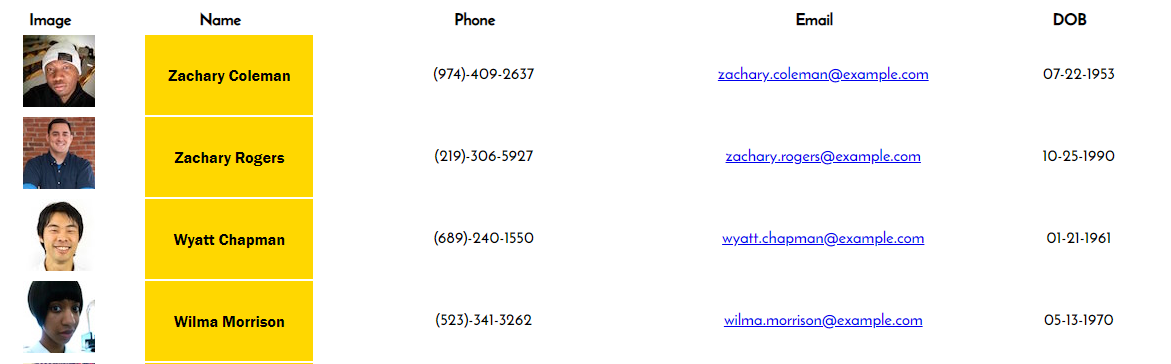 Image Name Phone Email DOB
Zachary Coleman (974)-409-2637 zachary.coleman@example.com 07-22-1953
Zachary Rogers (219)-306-5927 zachary.rogers@example.com 10-25-1990
Wyatt Chapman (689)-240-1550 wyatt.chapman@example.com 01-21-1961
Wilma Morrison (523)-341-3262 wilma.morrison@example.com 05-13-1970